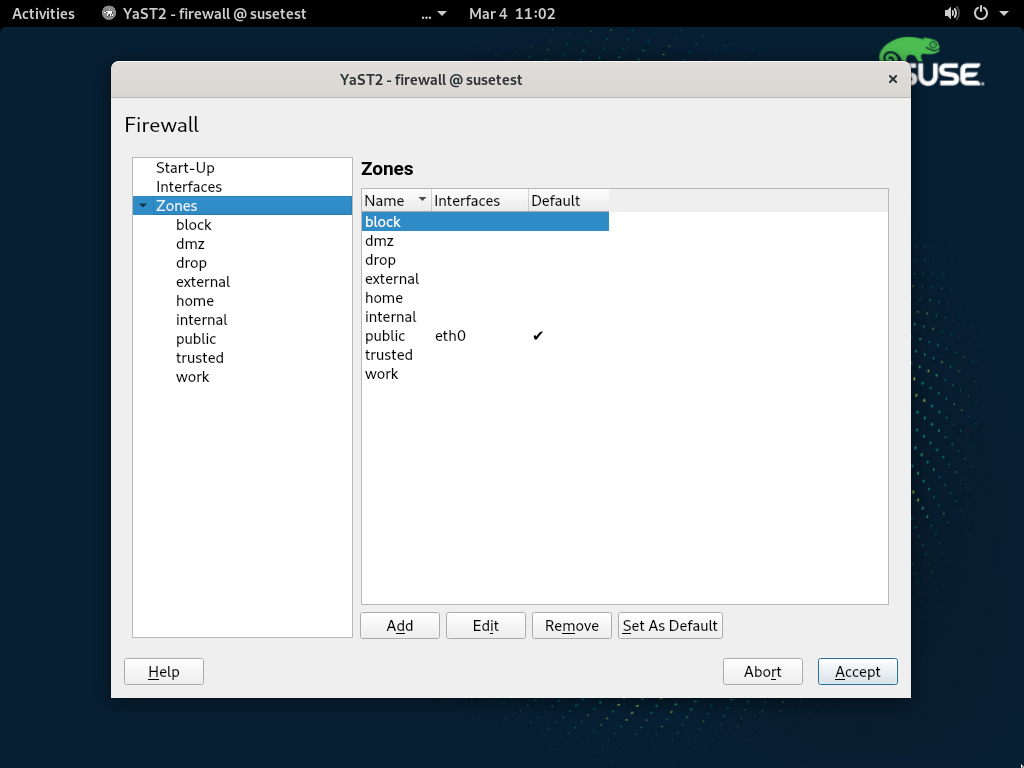 Activities YaST2 - firewall @ susetest ... Mar 4 11:02
SUSE
YaST2 - firewall @ susetest ×
Firewall
Start-Up
Interfaces
Zones
block
dmz
drop
external
home
internal
public
trusted
work
Zones
Name Interfaces Default
block
dmz
drop
external
home
internal
public eth0 ✔
trusted
work
Add Edit Remove Set As Default
Help Abort Accept